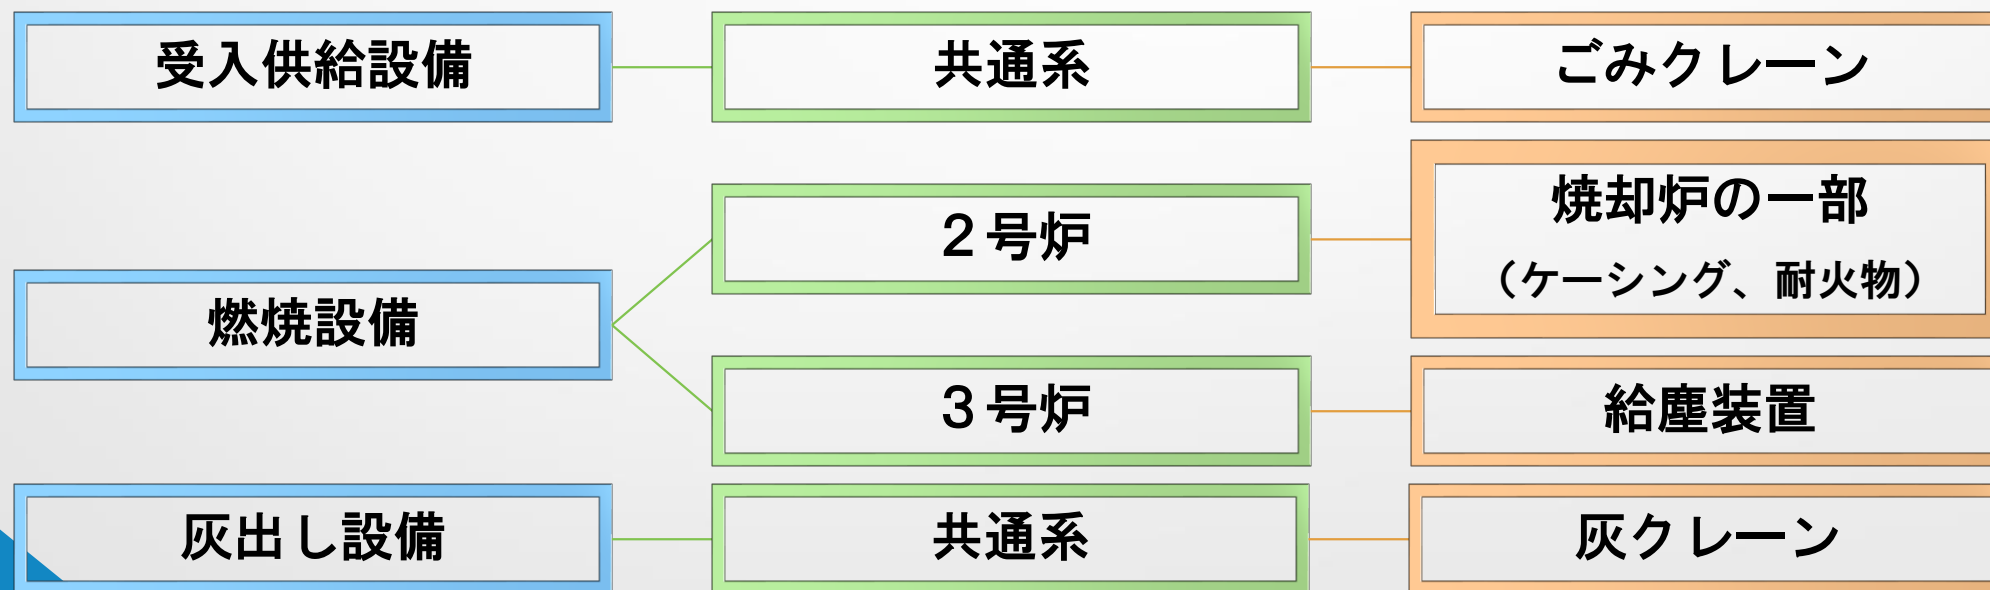 受入供給設備
共通系
ごみクレーン
燃焼設備
２号炉
焼却炉の一部
（ケーシング、耐火物）
３号炉
給塵装置
灰出し設備
共通系
灰クレーン